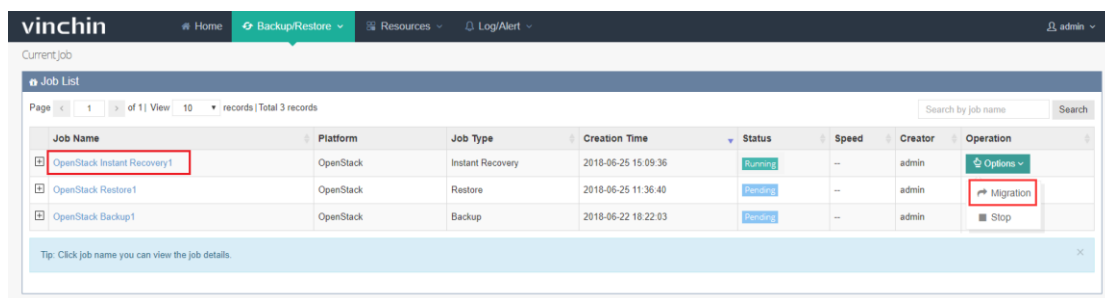 vinchin Home Backup/Restore Resources Log/Alert admin
Current Job
Job List
Page 1 of 1| View 10 records | Total 3 records Search by job name Search
Job Name Platform Job Type Creation Time Status Speed Creator Operation
OpenStack Instant Recovery1 OpenStack Instant Recovery 2018-06-25 15:09:36 Running -- admin Options
OpenStack Restore1 OpenStack Restore 2018-06-25 11:36:40 Pending -- admin Migration
OpenStack Backup1 OpenStack Backup 2018-06-22 18:22:03 Pending -- admin Stop
Tip: Click job name you can view the job details.